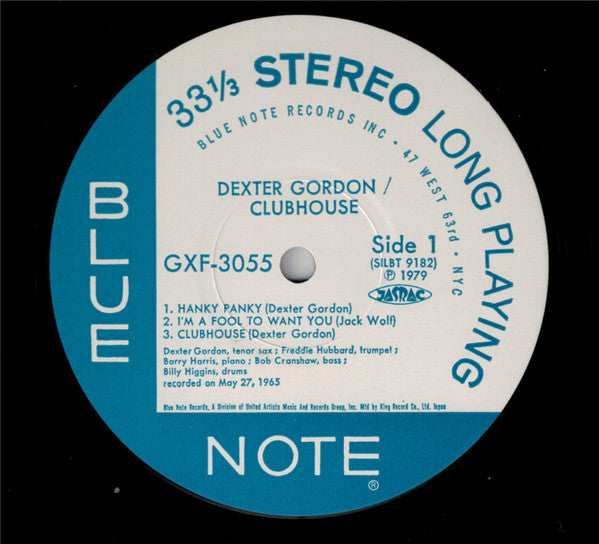 33⅓ STEREO LONG PLAYING
BLUE NOTE RECORDS INC • 47 WEST 63rd • NYC
DEXTER GORDON /
CLUBHOUSE
GXF-3055
Side 1
(SILBT 9182)
Ⓟ 1979
JASRAC
1. HANKY PANKY (Dexter Gordon)
2. I'M A FOOL TO WANT YOU (Jack Wolf)
3. CLUBHOUSE (Dexter Gordon)
Dexter Gordon, tenor sax ; Freddie Hubbard, trumpet ;
Barry Harris, piano ; Bob Cranshaw, bass ;
Billy Higgins, drums
recorded on May 27, 1965
Blue Note Records, A Division of United Artists Music And Records Group, Inc. Mfd by King Record Co., Ltd. Japan
BLUE
NOTE®